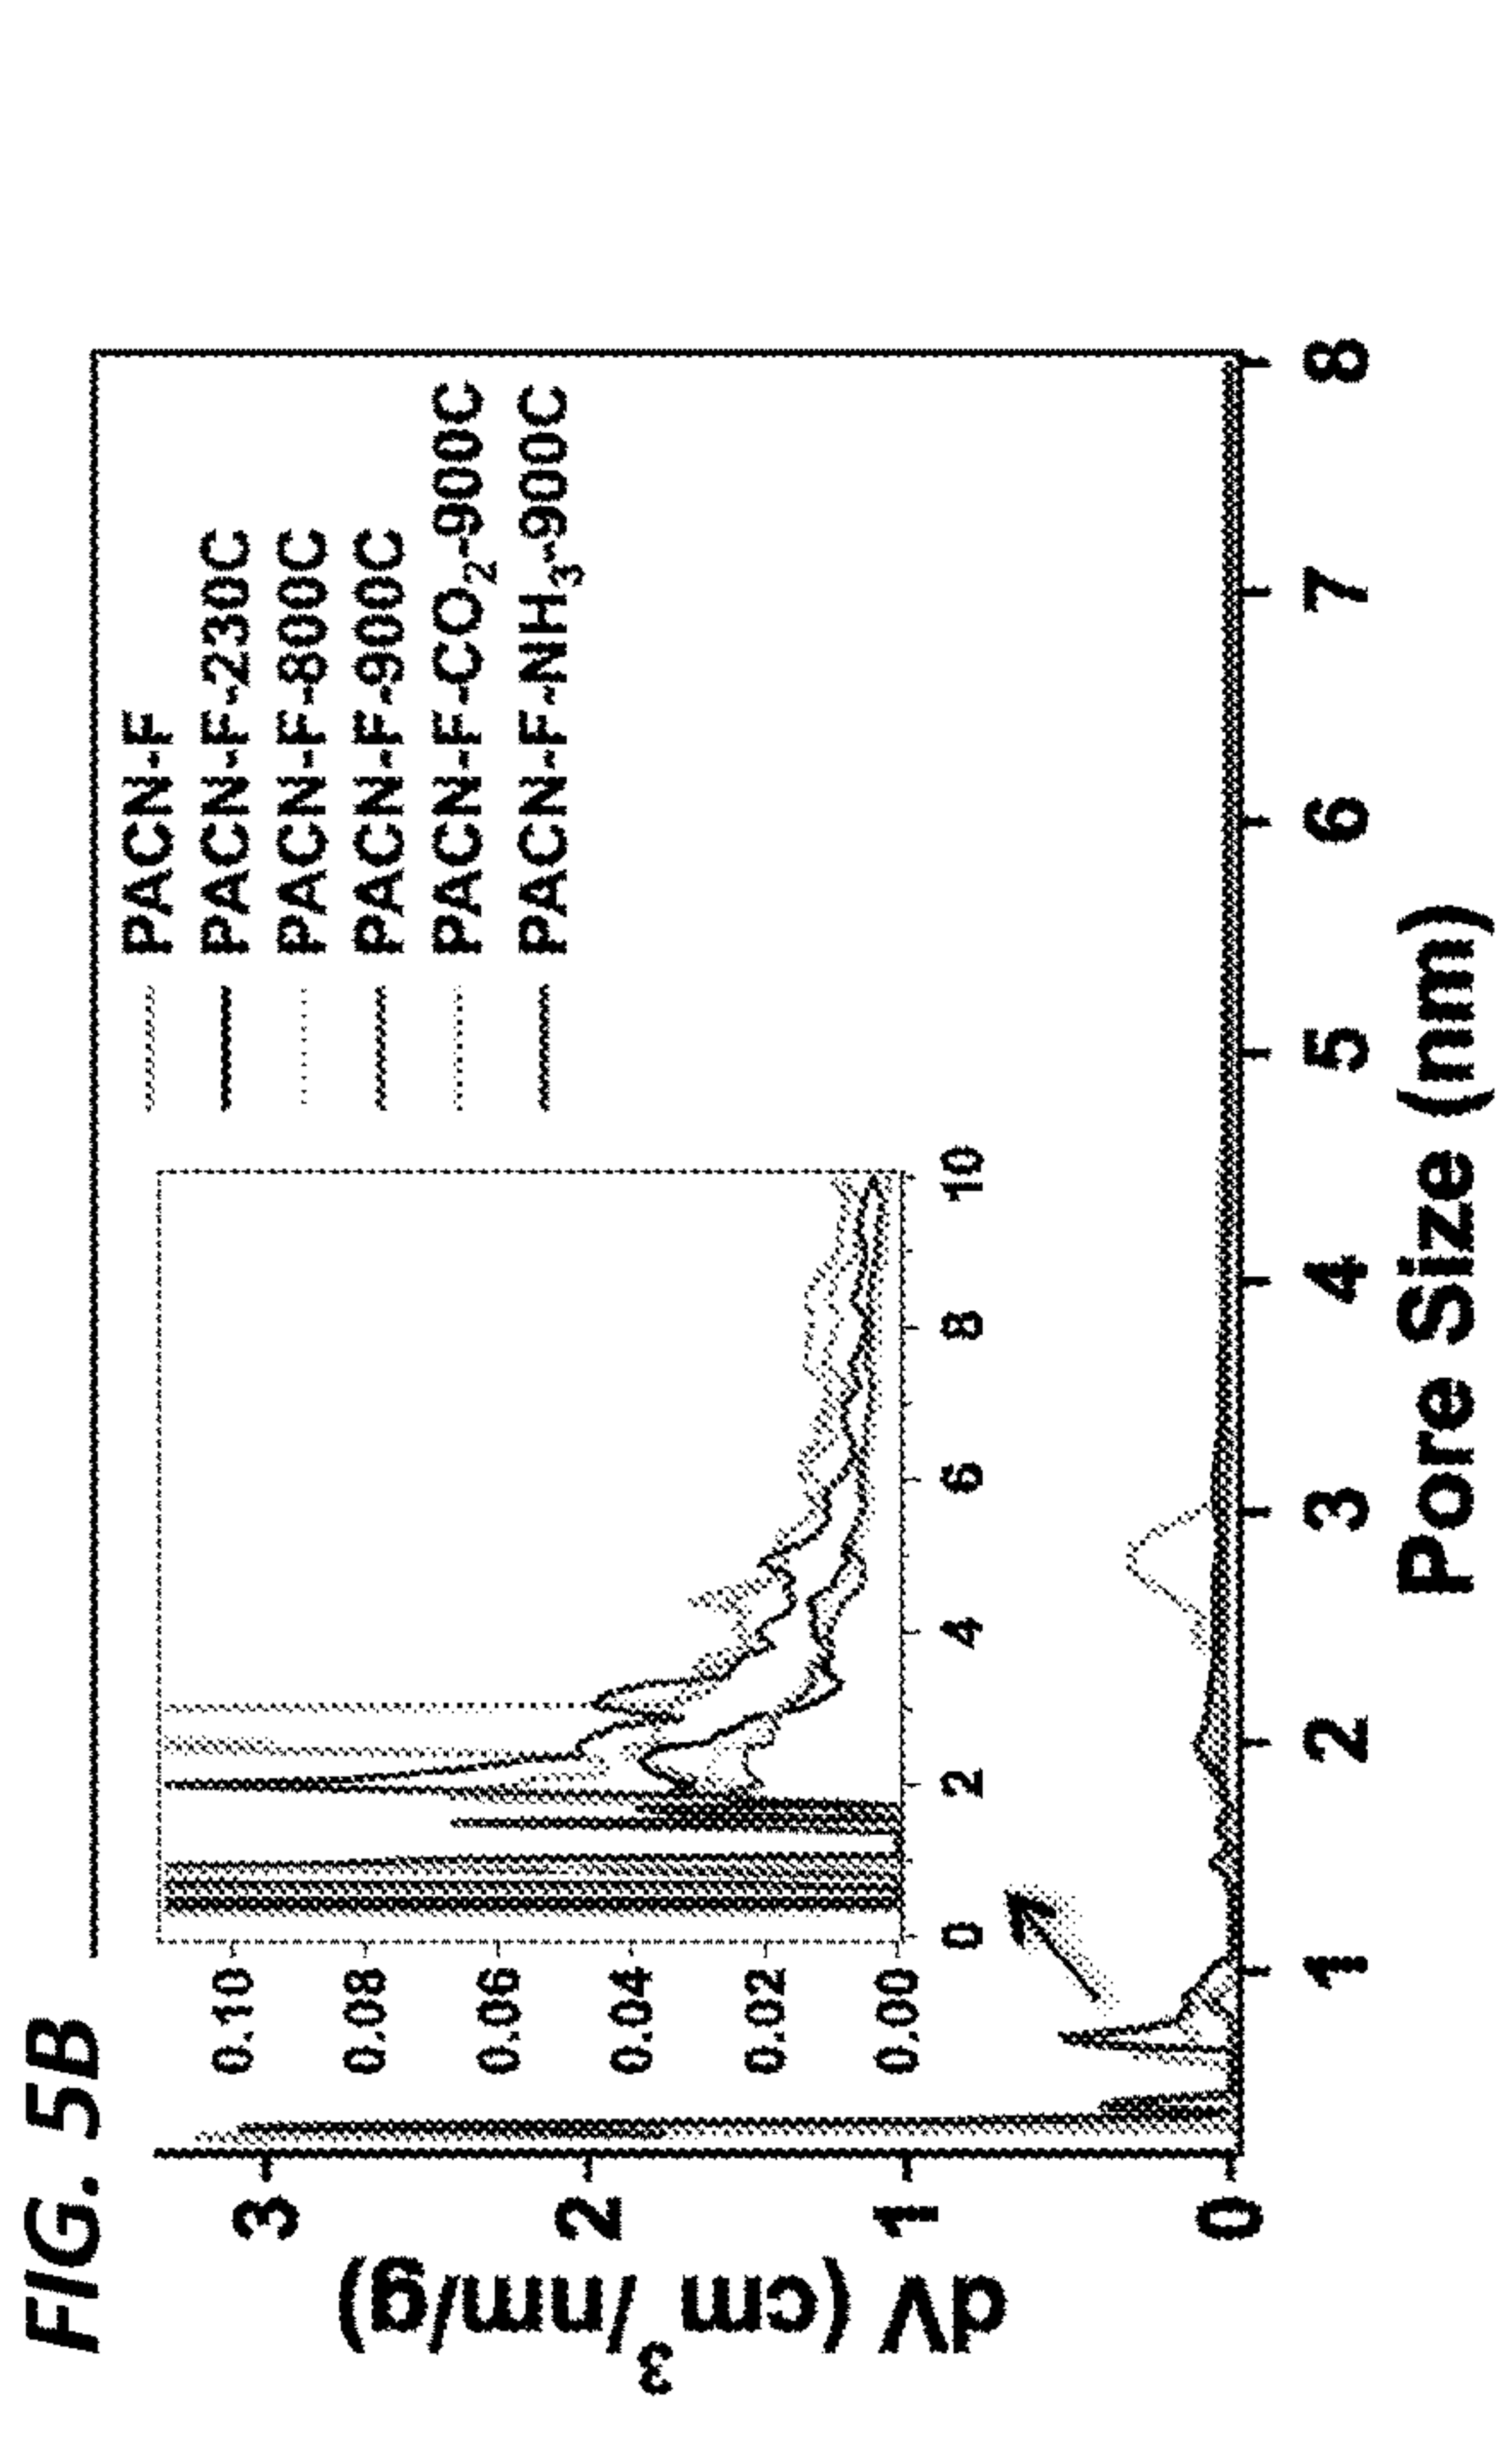 FIG. 5B
dV (cm³/nm/g)
3
2
1
0
PACN-F
PACN-F-230C
PACN-F-800C
PACN-F-900C
PACN-F-CO₂-900C
PACN-F-NH₃-900C
0.10
0.08
0.06
0.04
0.02
0.00
0 2 4 6 8 10
1 2 3 4 5 6 7 8
Pore Size (nm)